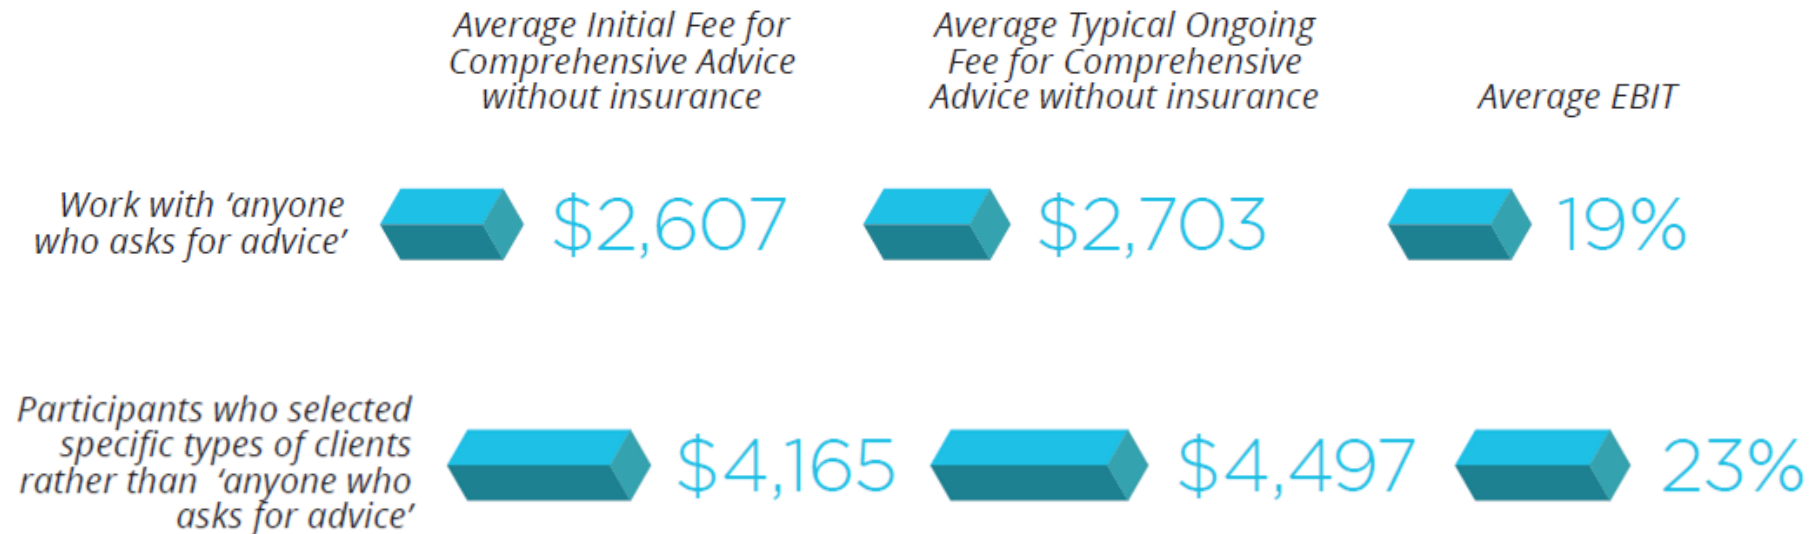 Average Initial Fee for
Comprehensive Advice
without insurance
Average Typical Ongoing
Fee for Comprehensive
Advice without insurance
Average EBIT
Work with ‘anyone
who asks for advice’
$2,607
$2,703
19%
Participants who selected
specific types of clients
rather than ‘anyone who
asks for advice’
$4,165
$4,497
23%